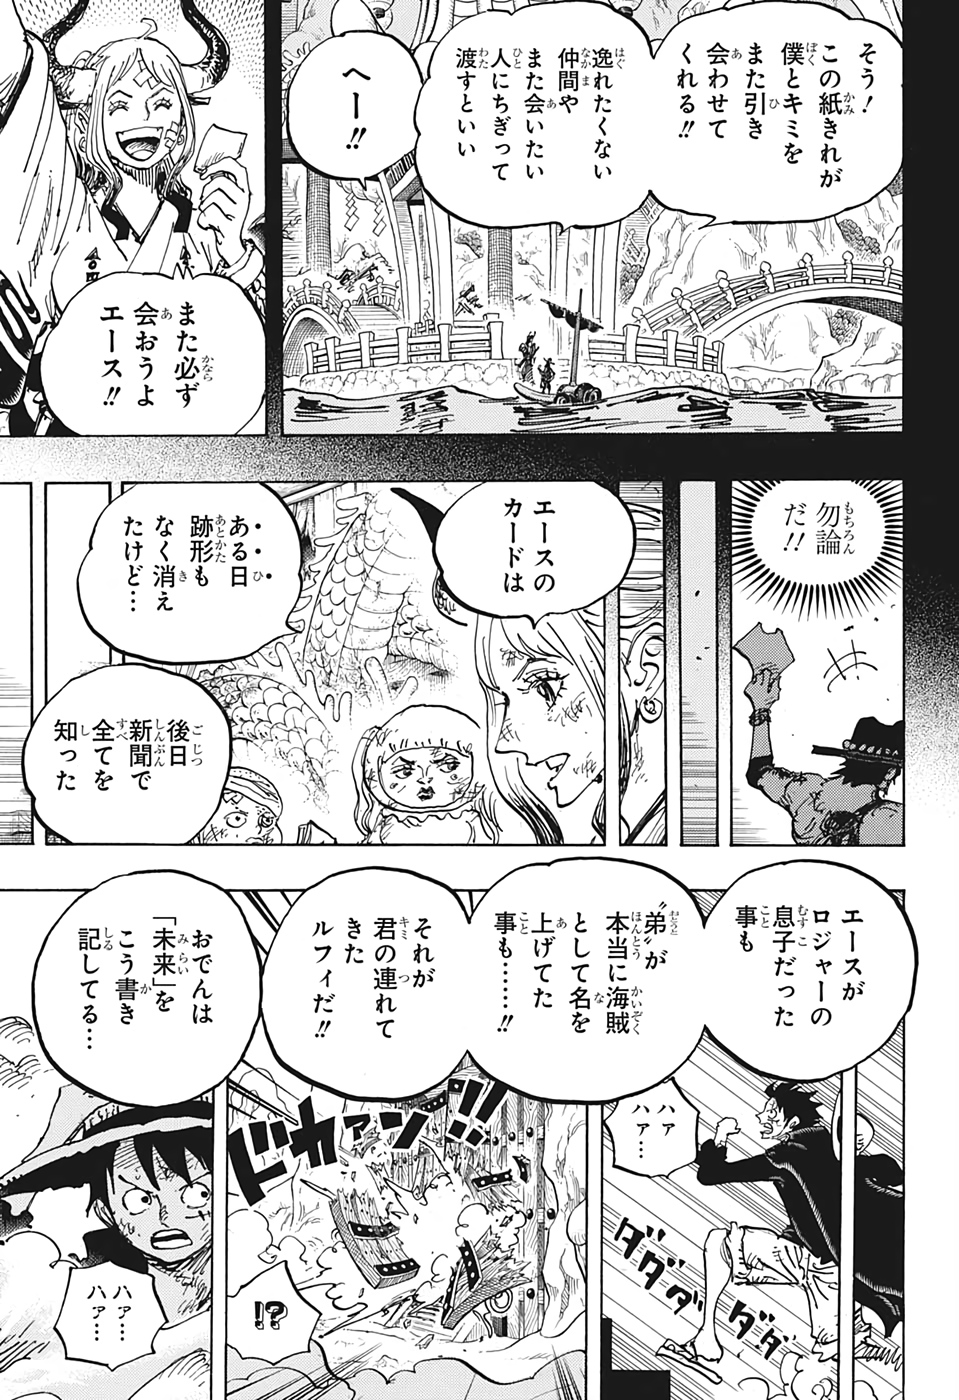 そう！
この紙きれが
僕とキミを
また引き
会わせて
くれる!!
逸れたくない
仲間や
また会いたい
人にちぎって
渡すといい
へー!!
また必ず
会おうよ
エース!!
勿論
だ!!
エースの
カードは
ある日
跡形も
なく消え
たけど…
後日
新聞で
全てを
知った
エースが
ロジャーの
息子だった
事も
〝弟〟が
本当に海賊
として名を
上げてた
事も……!!
それが
君の連れて
きた
ルフィだ!!
おでんは
「未来」を
こう書き
記してる…
ハァ
ハァ…
ダダダダダ
ドカァン!!
!?
ハァ…
ハァ…